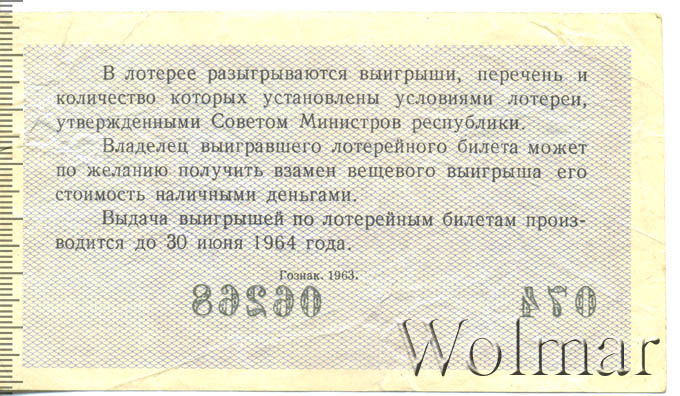 В лотерее разыгрываются выигрыши, перечень и
количество которых установлены условиями лотереи,
утвержденными Советом Министров республики.
Владелец выигравшего лотерейного билета может
по желанию получить взамен вещевого выигрыша его
стоимость наличными деньгами.
Выдача выигрышей по лотерейным билетам произ-
водится до 30 июня 1964 года.
Гознак. 1963.
06268 074
Wolmar